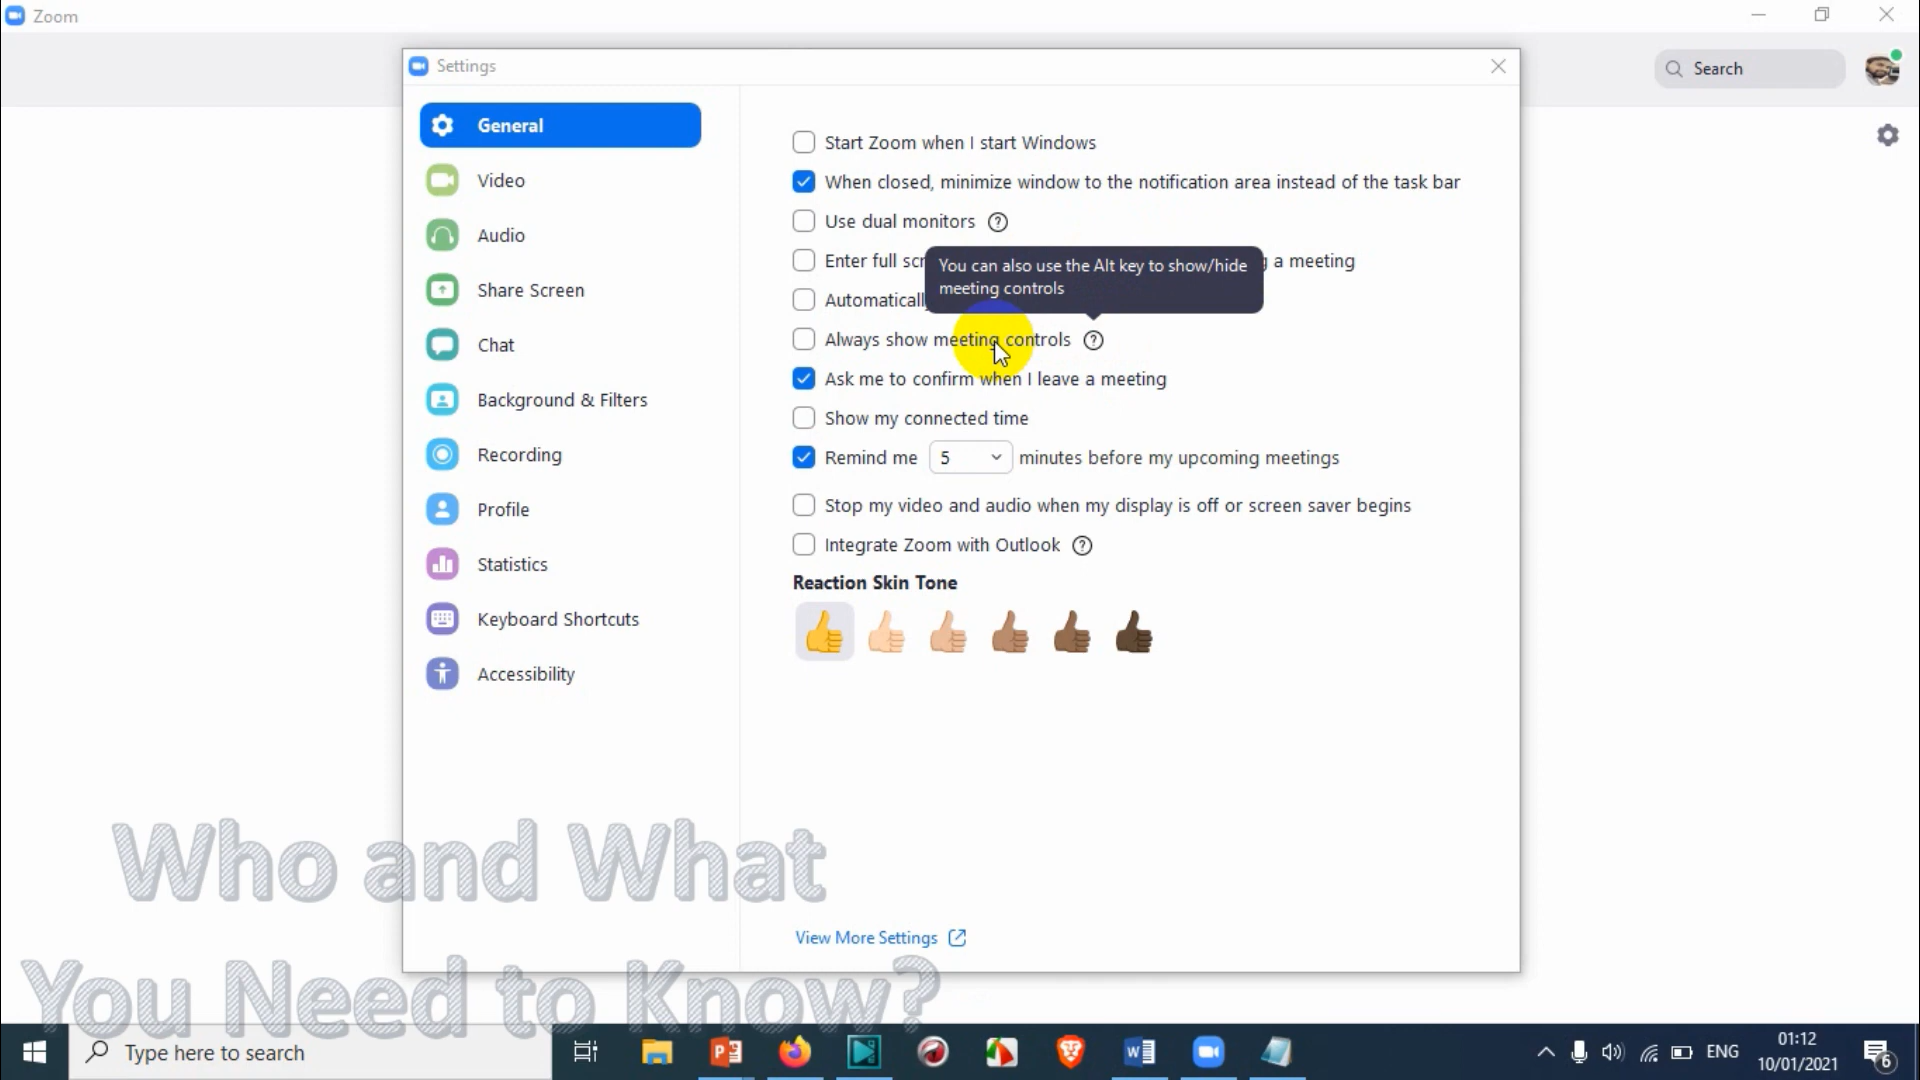 Zoom
Settings
Search
General
Video
Audio
Share Screen
Chat
Background & Filters
Recording
Profile
Statistics
Keyboard Shortcuts
Accessibility
Start Zoom when I start Windows
When closed, minimize window to the notification area instead of the task bar
Use dual monitors ?
Enter full scr
g a meeting
You can also use the Alt key to show/hide
meeting controls
Always show meeting controls ?
Ask me to confirm when I leave a meeting
Show my connected time
Remind me 5 minutes before my upcoming meetings
Stop my video and audio when my display is off or screen saver begins
Integrate Zoom with Outlook ?
Reaction Skin Tone
View More Settings
Who and What
You Need to Know?
Type here to search
ENG
01:12
10/01/2021
6